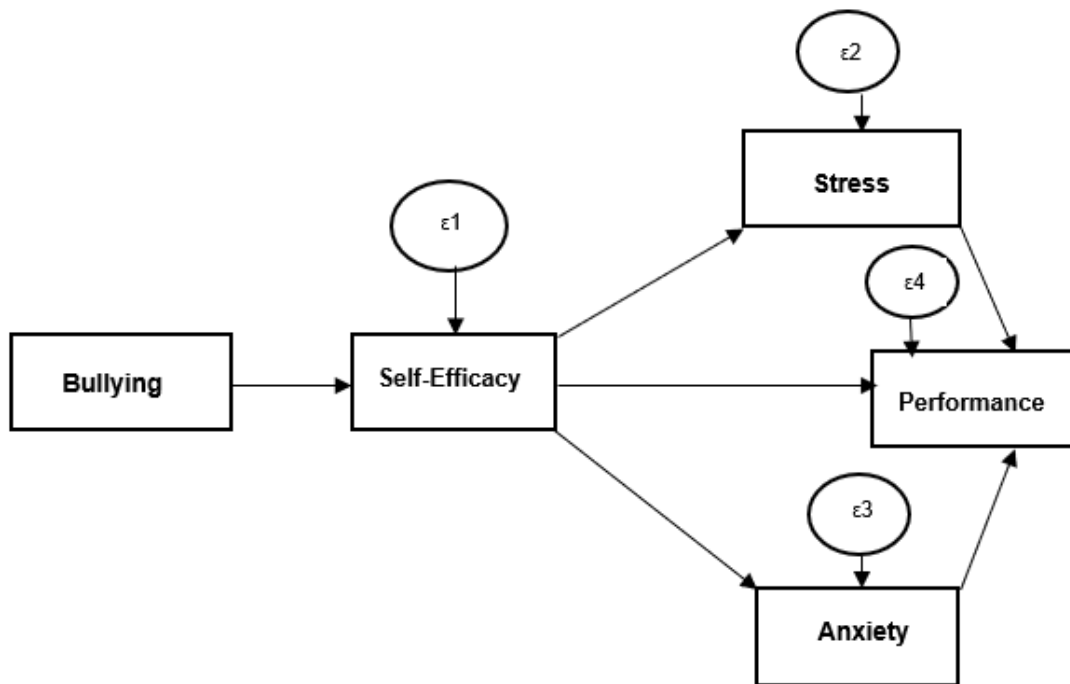 ε2
Stress
ε1
ε4
Bullying
Self-Efficacy
Performance
ε3
Anxiety